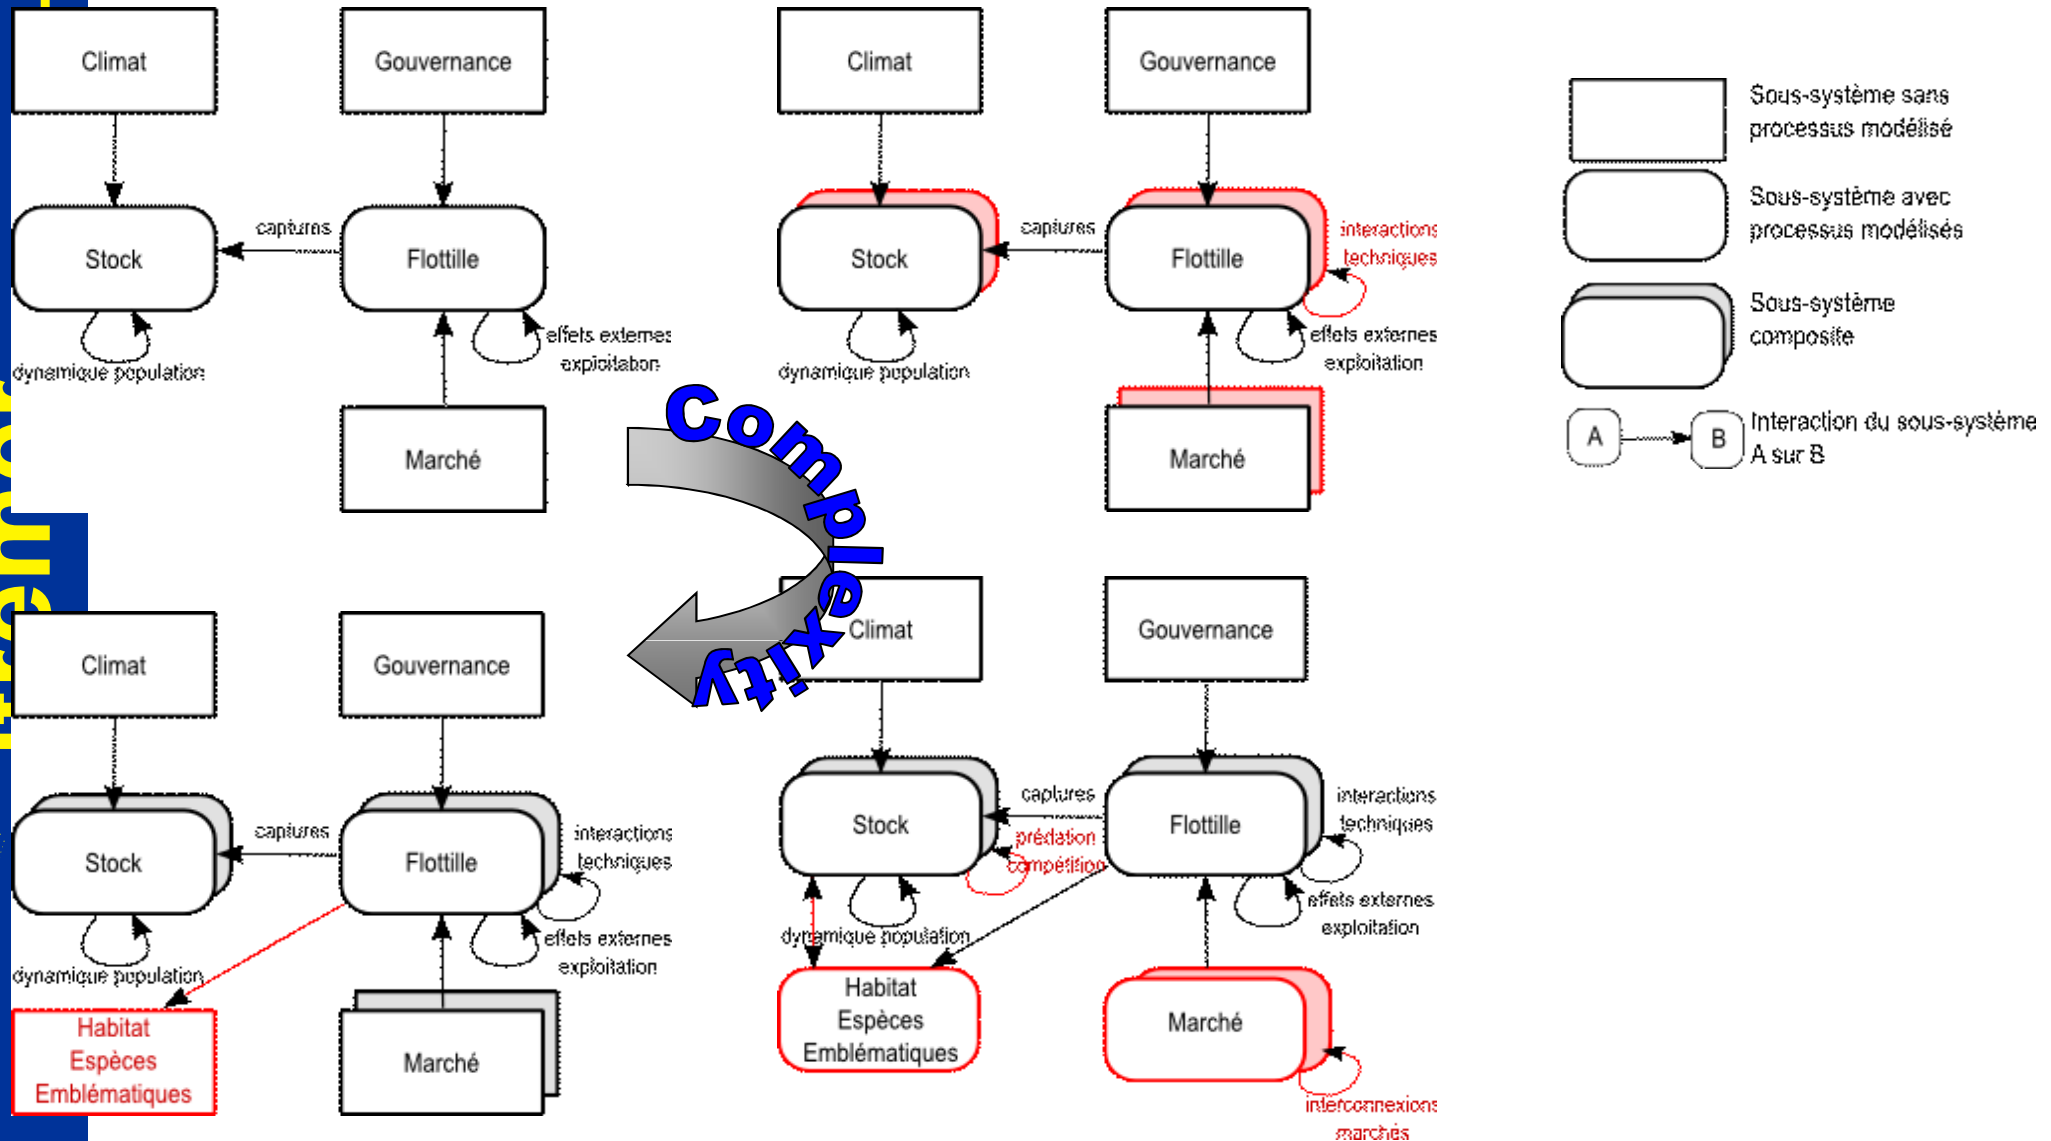 Climat
Gouvernance
Stock
captures
Flottille
dynamique population
effets externes
exploitation
Marché
Climat
Gouvernance
Stock
captures
Flottille
interactions
techniques
dynamique population
effets externes
exploitation
Marché
Sous-système sans
processus modélisé
Sous-système avec
processus modélisés
Sous-système
composite
A
B
Interaction du sous-système
A sur B
Complexity
Climat
Gouvernance
Stock
captures
Flottille
interactions
techniques
dynamique population
effets externes
exploitation
Habitat
Espèces
Emblématiques
Marché
Climat
Gouvernance
Stock
captures
prédation
compétition
Flottille
interactions
techniques
dynamique population
effets externes
exploitation
Habitat
Espèces
Emblématiques
Marché
interconnexions
marchés